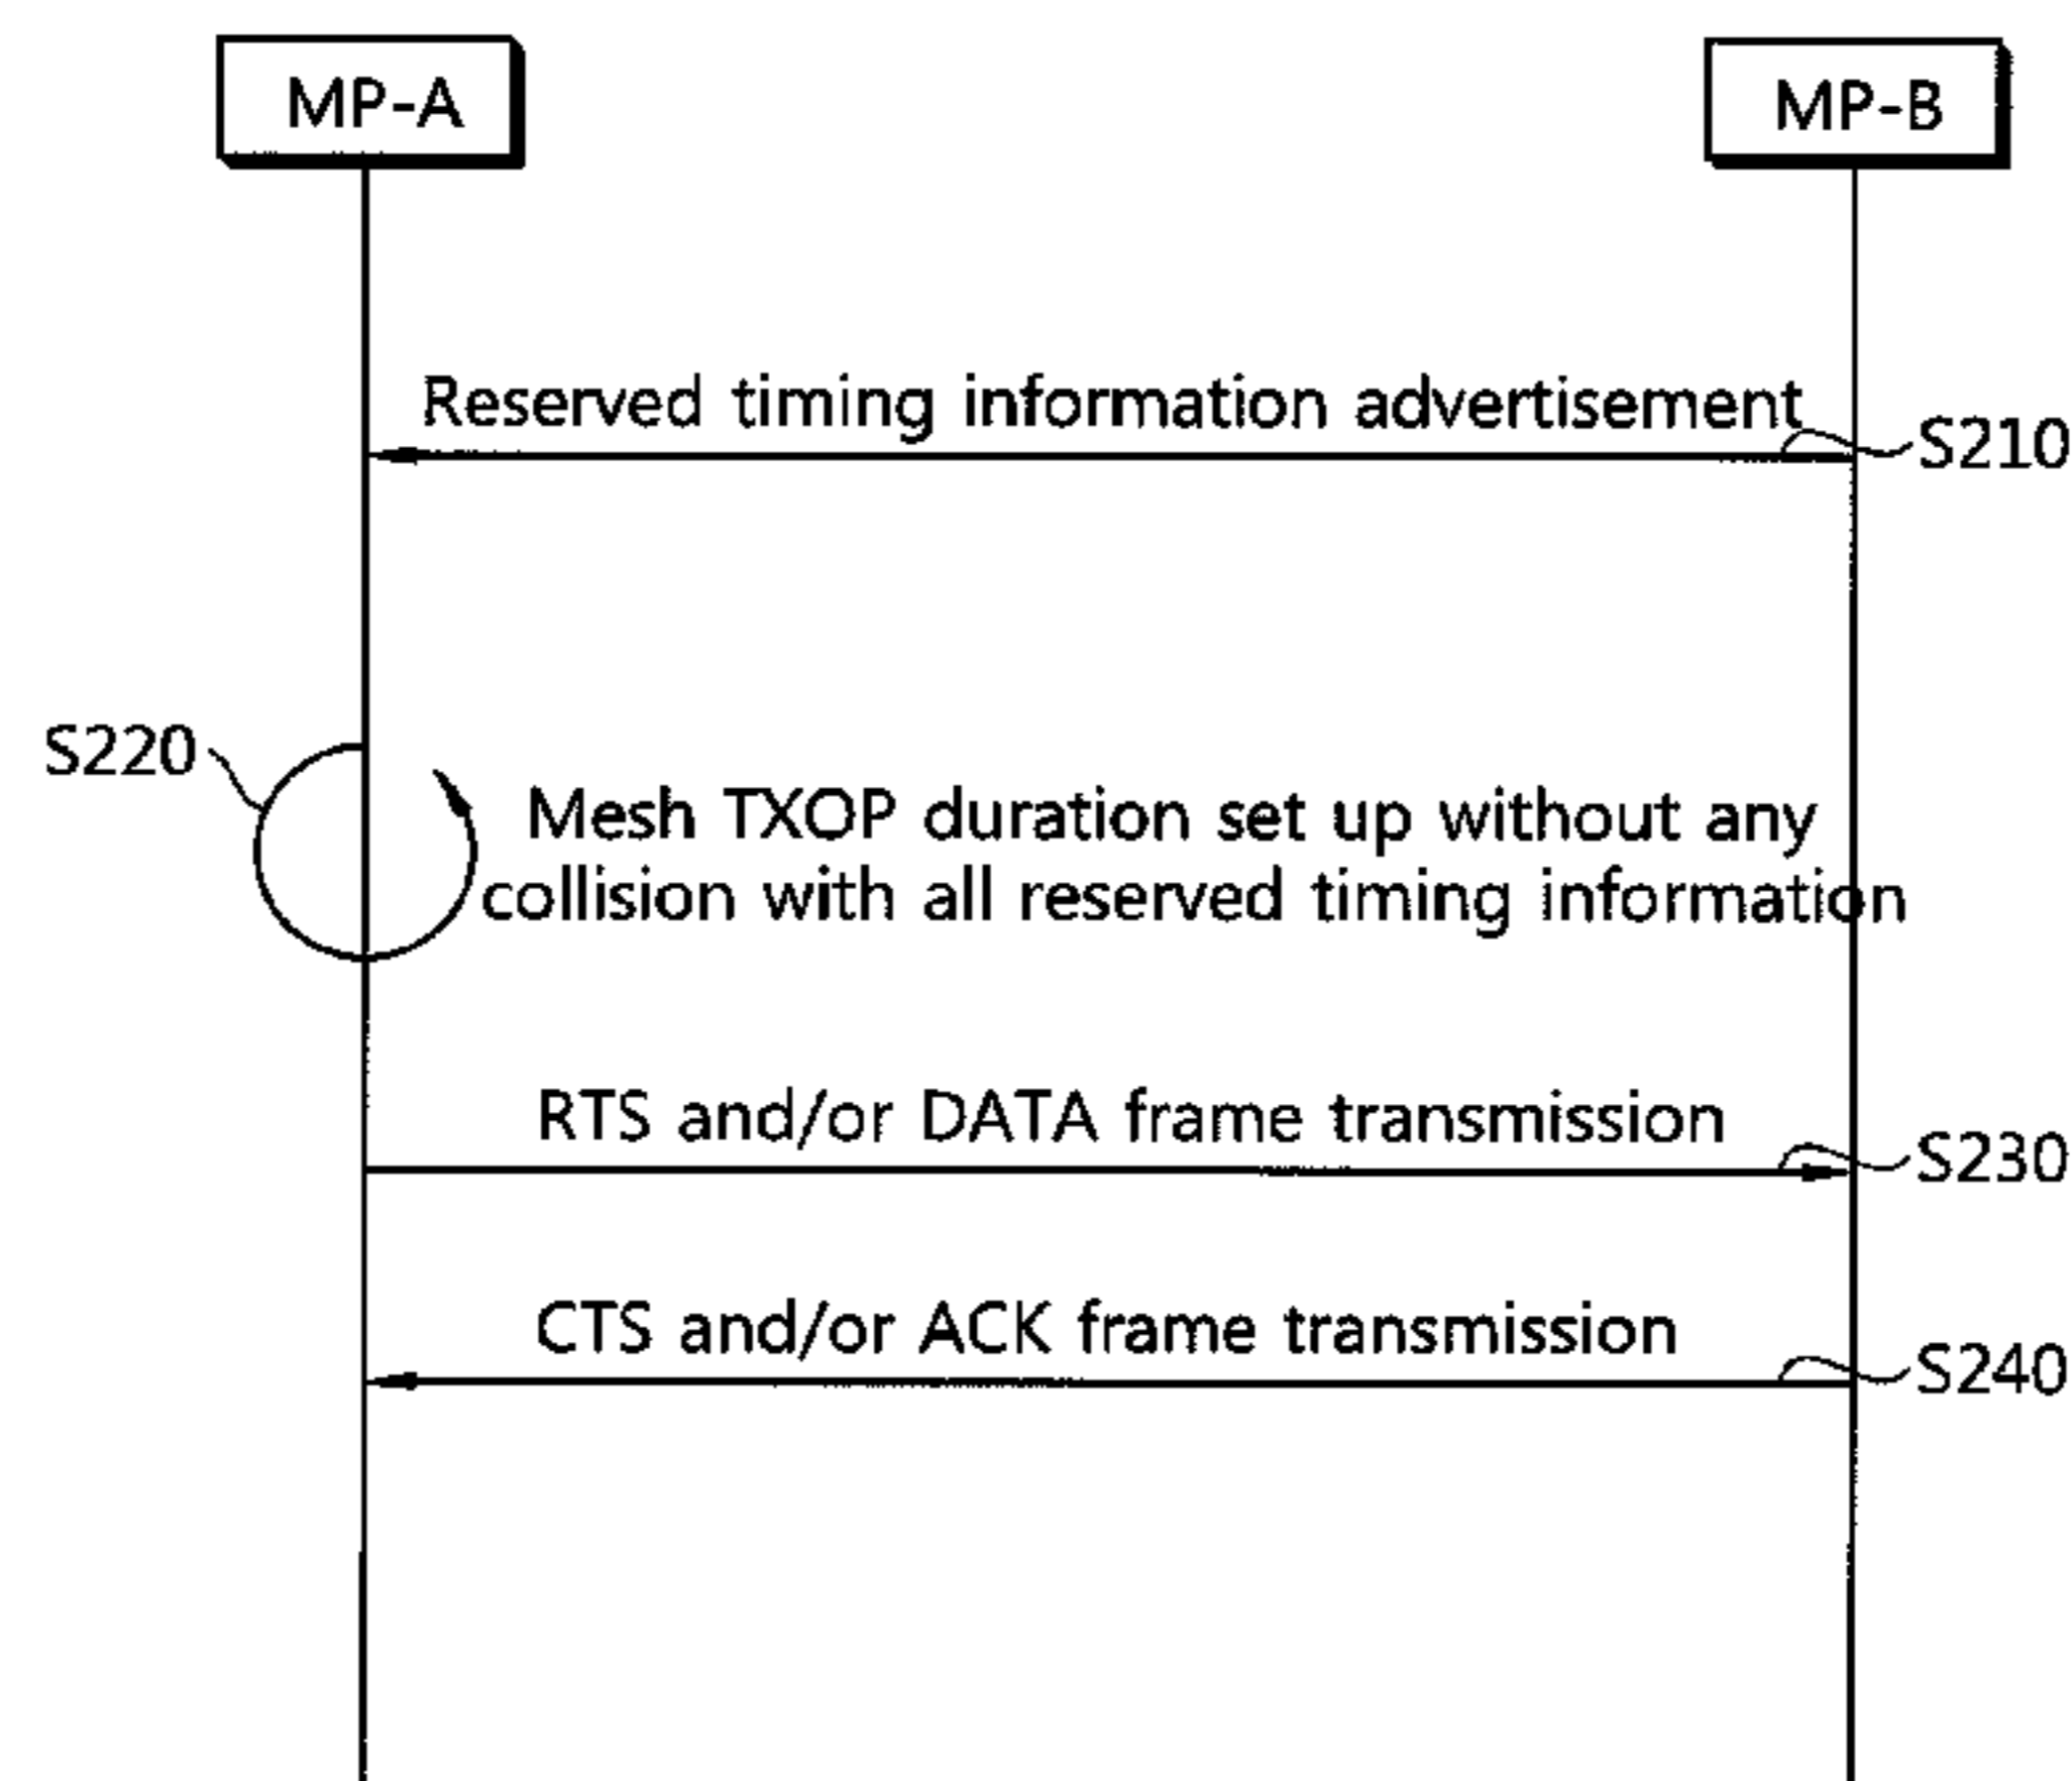 MP-A
MP-B
Reserved timing information advertisement
S210
S220
Mesh TXOP duration set up without any
collision with all reserved timing information
RTS and/or DATA frame transmission
S230
CTS and/or ACK frame transmission
S240